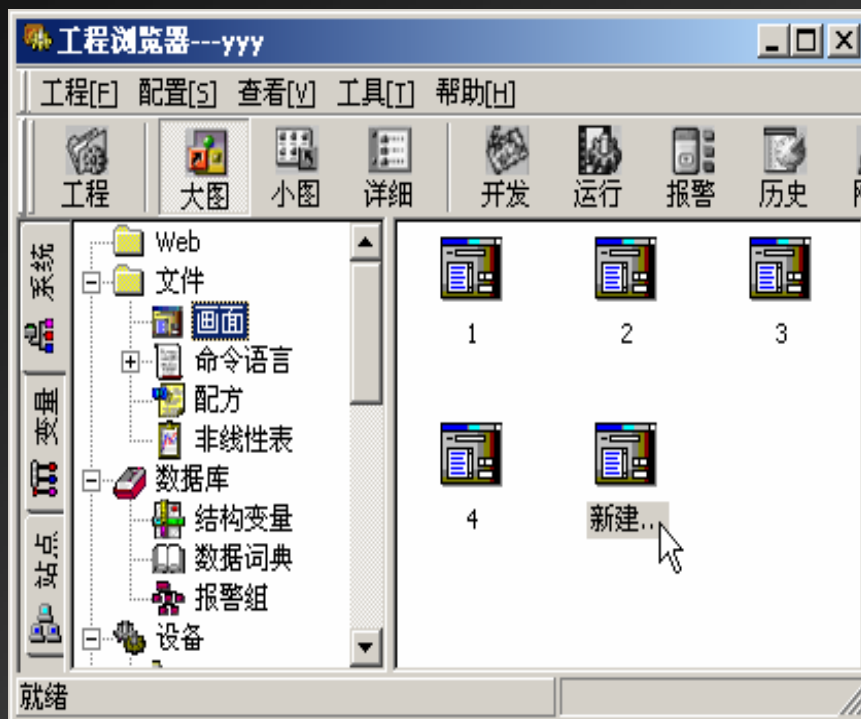 工程浏览器---yyy
工程[F] 配置[S] 查看[V] 工具[T] 帮助[H]
工程 大图 小图 详细 开发 运行 报警 历史
系统
变量
站点
Web
文件
画面
命令语言
配方
非线性表
数据库
结构变量
数据词典
报警组
设备
1 2 3
4 新建...
就绪